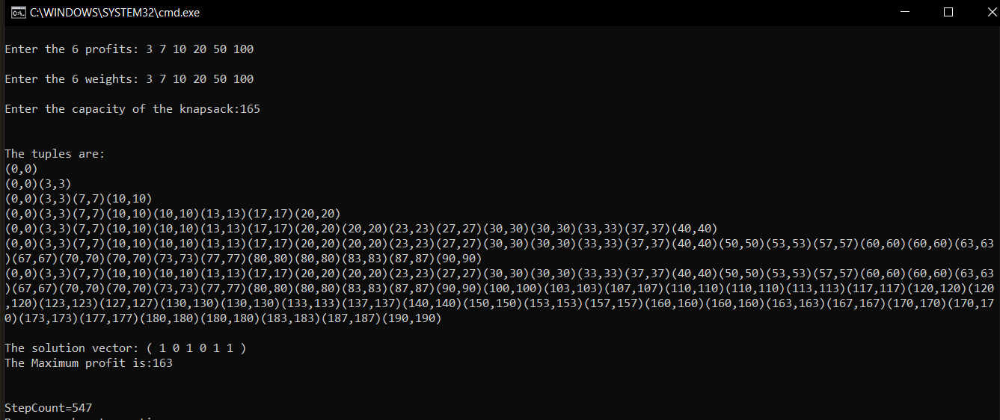 C:\WINDOWS\SYSTEM32\cmd.exe
Enter the 6 profits: 3 7 10 20 50 100
Enter the 6 weights: 3 7 10 20 50 100
Enter the capacity of the knapsack:165
The tuples are:
(0,0)
(0,0)(3,3)
(0,0)(3,3)(7,7)(10,10)
(0,0)(3,3)(7,7)(10,10)(10,10)(13,13)(17,17)(20,20)
(0,0)(3,3)(7,7)(10,10)(10,10)(13,13)(17,17)(20,20)(20,20)(23,23)(27,27)(30,30)(30,30)(33,33)(37,37)(40,40)
(0,0)(3,3)(7,7)(10,10)(10,10)(13,13)(17,17)(20,20)(20,20)(23,23)(27,27)(30,30)(30,30)(33,33)(37,37)(40,40)(50,50)(53,53)(57,57)(60,60)(60,60)(63,63
)(67,67)(70,70)(70,70)(73,73)(77,77)(80,80)(80,80)(83,83)(87,87)(90,90)
(0,0)(3,3)(7,7)(10,10)(10,10)(13,13)(17,17)(20,20)(20,20)(23,23)(27,27)(30,30)(30,30)(33,33)(37,37)(40,40)(50,50)(53,53)(57,57)(60,60)(60,60)(63,63
)(67,67)(70,70)(70,70)(73,73)(77,77)(80,80)(80,80)(83,83)(87,87)(90,90)(100,100)(103,103)(107,107)(110,110)(110,110)(113,113)(117,117)(120,120)(120
,120)(123,123)(127,127)(130,130)(130,130)(133,133)(137,137)(140,140)(150,150)(153,153)(157,157)(160,160)(160,160)(163,163)(167,167)(170,170)(170,17
0)(173,173)(177,177)(180,180)(180,180)(183,183)(187,187)(190,190)
The solution vector: ( 1 0 1 0 1 1 )
The Maximum profit is:163
StepCount=547